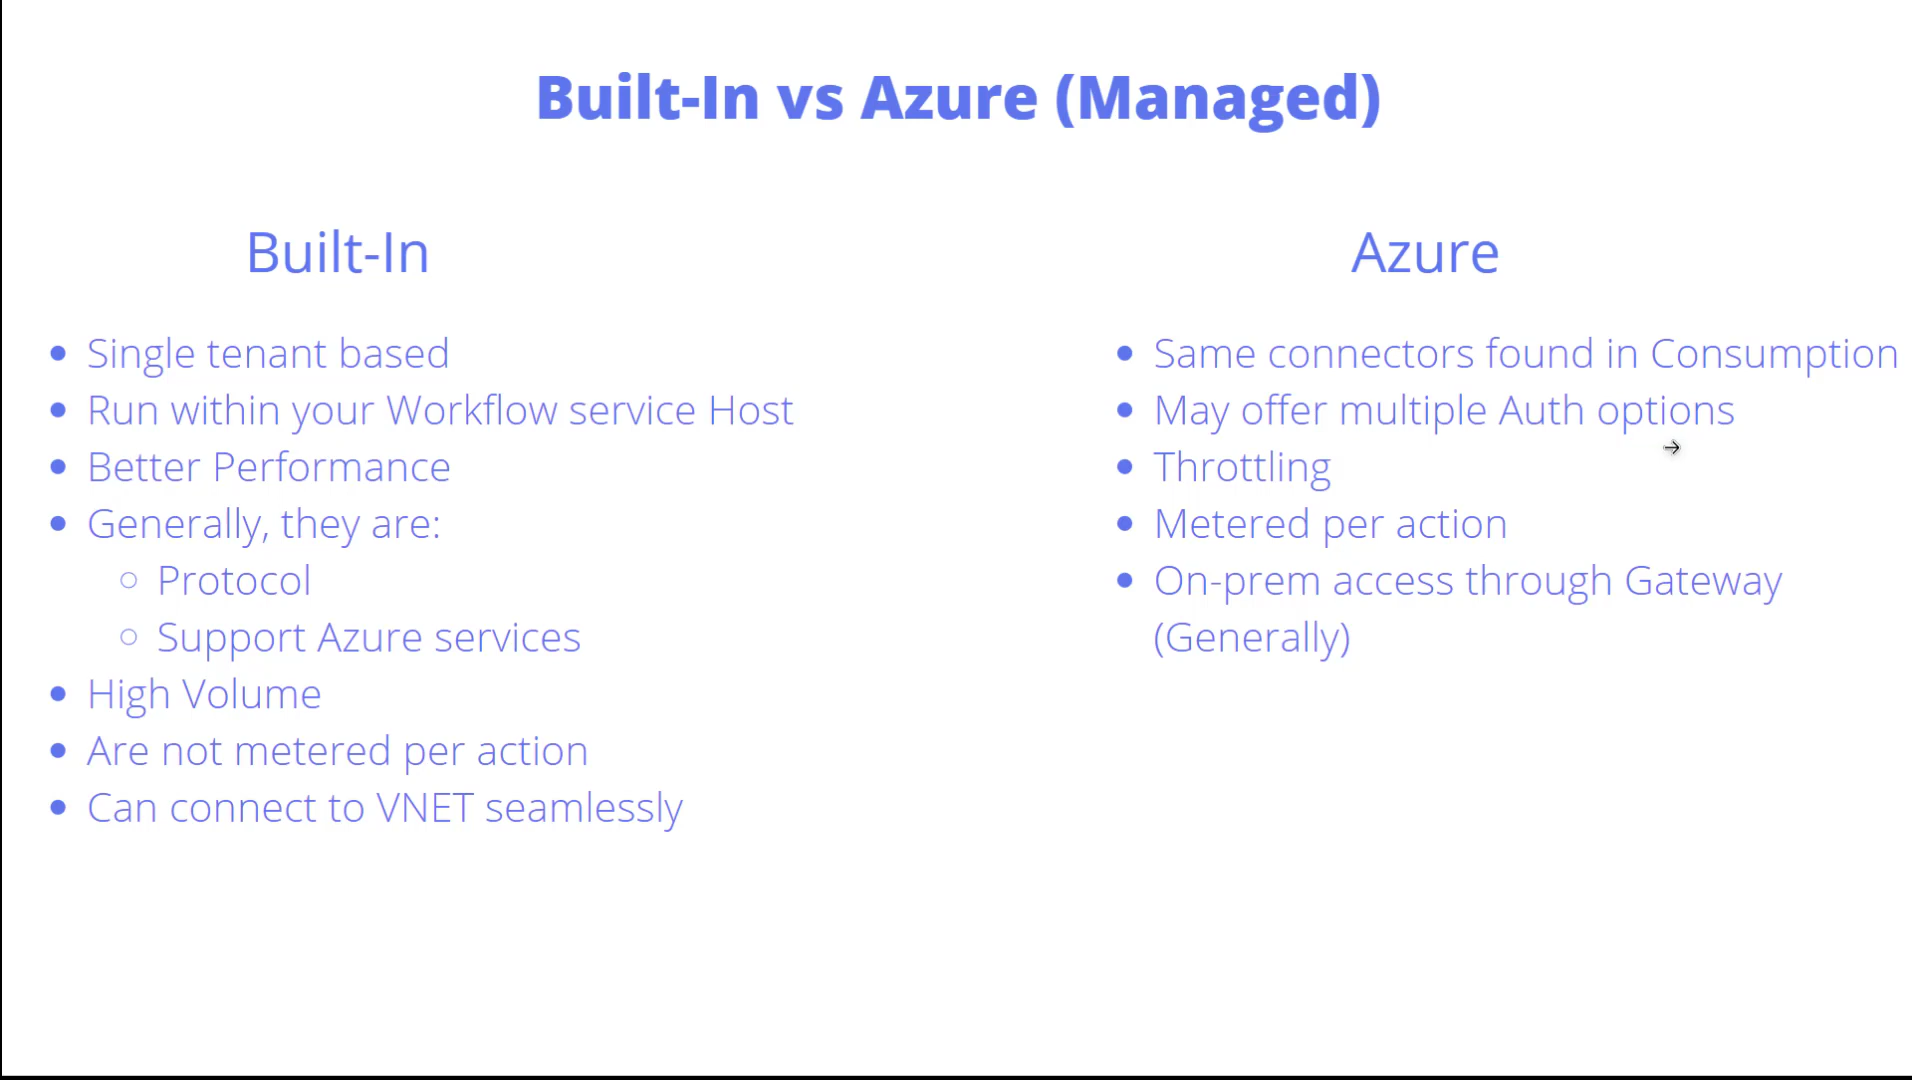 Built-In vs Azure (Managed)
Built-In
Single tenant based
Run within your Workflow service Host
Better Performance
Generally, they are:
Protocol
Support Azure services
High Volume
Are not metered per action
Can connect to VNET seamlessly
Azure
Same connectors found in Consumption
May offer multiple Auth options
Throttling
Metered per action
On-prem access through Gateway
(Generally)